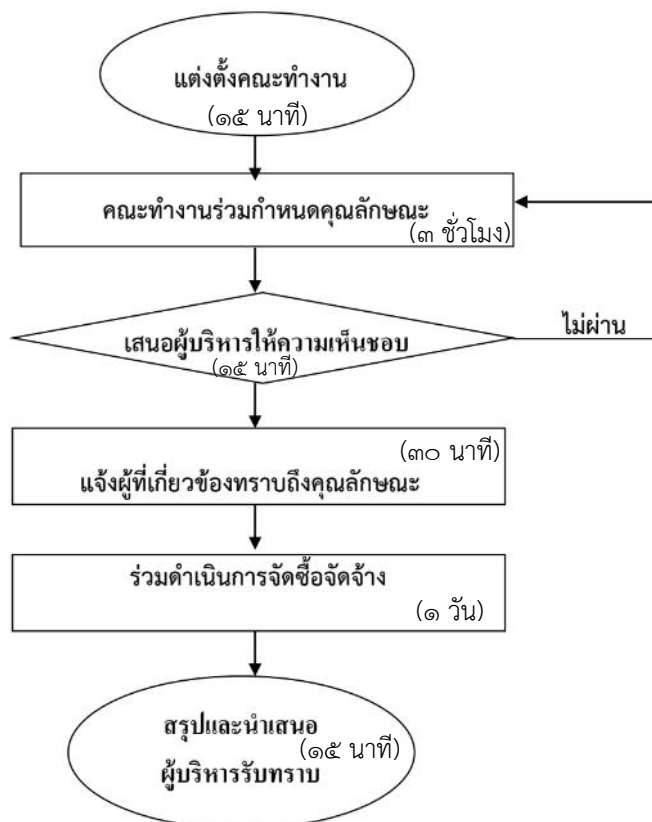 แต่งตั้งคณะทำงาน
(๑๕ นาที)
คณะทำงานร่วมกำหนดคุณลักษณะ
(๓ ชั่วโมง)
เสนอผู้บริหารให้ความเห็นชอบ
(๑๕ นาที)
ไม่ผ่าน
(๓๐ นาที)
แจ้งผู้ที่เกี่ยวข้องทราบถึงคุณลักษณะ
ร่วมดำเนินการจัดซื้อจัดจ้าง
(๑ วัน)
สรุปและนำเสนอ
(๑๕ นาที)
ผู้บริหารรับทราบ